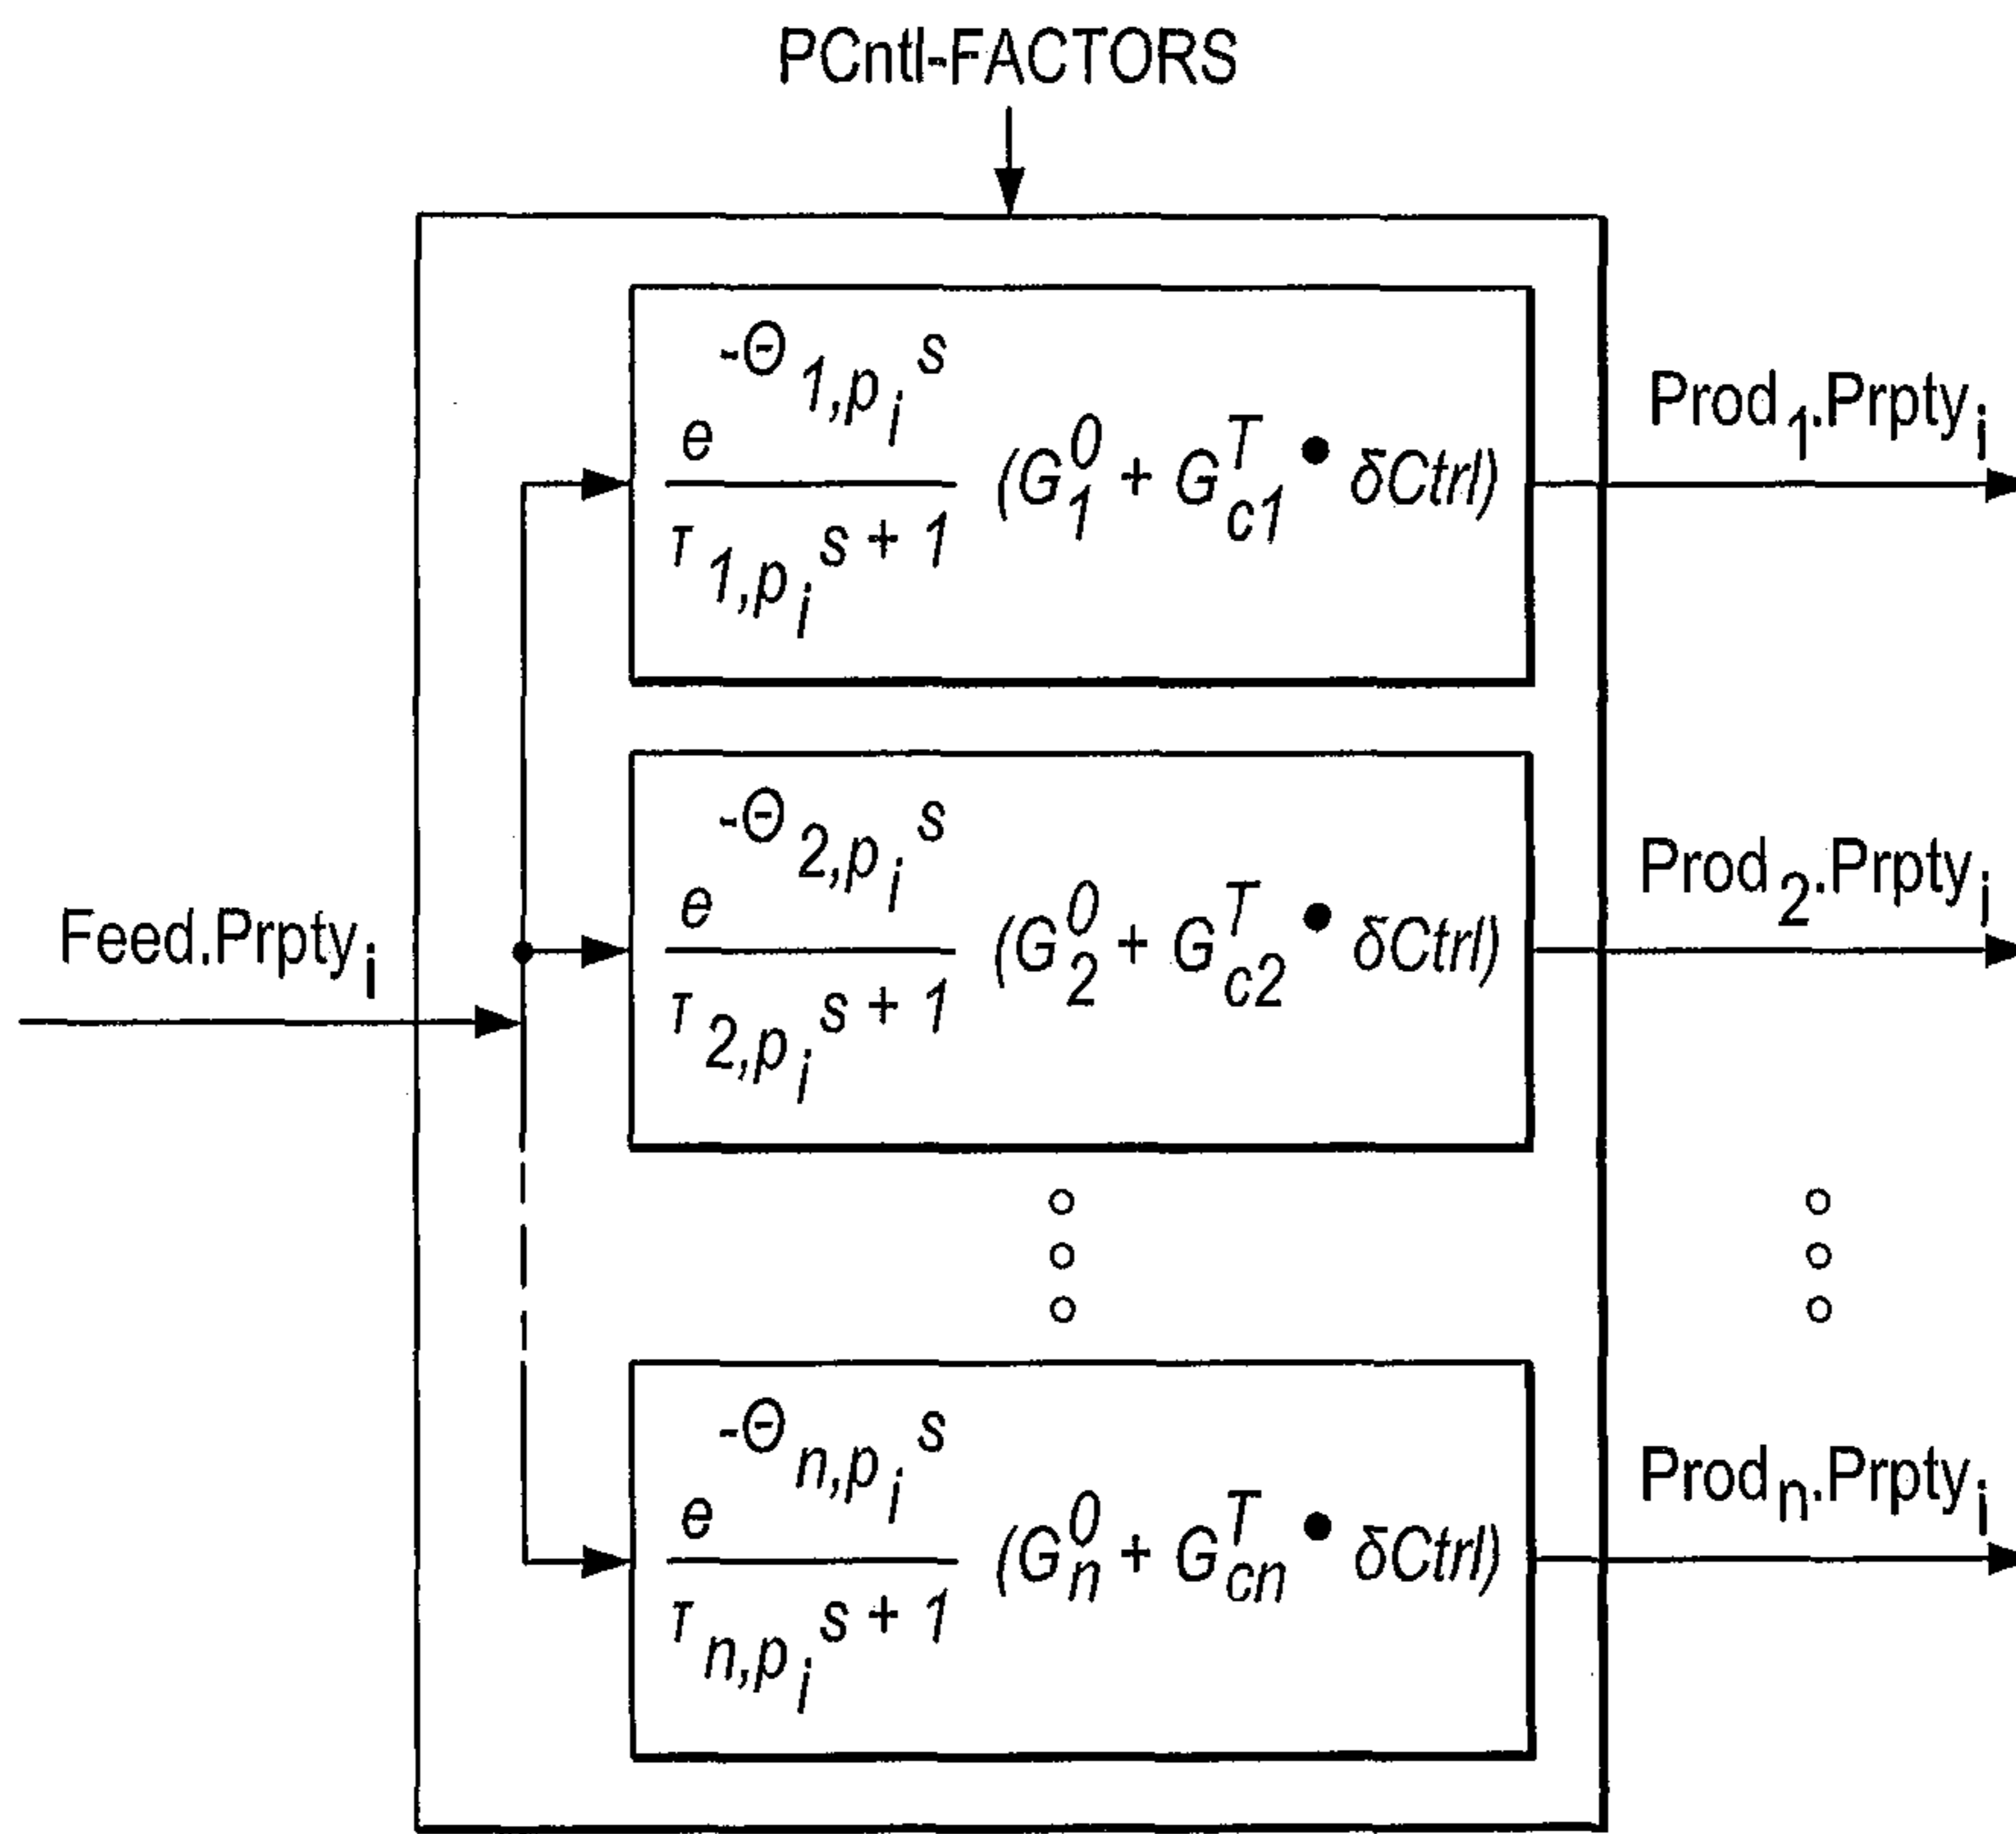 PCntl-FACTORS
Feed.Prpty_i
e^{-Θ_{1,p_i} s} / τ_{1,p_i} s + 1 (G_1^0 + G_{c1}^T • δCtrl)
Prod_1.Prpty_i
e^{-Θ_{2,p_i} s} / τ_{2,p_i} s + 1 (G_2^0 + G_{c2}^T • δCtrl)
Prod_2.Prpty_i
e^{-Θ_{n,p_i} s} / τ_{n,p_i} s + 1 (G_n^0 + G_{cn}^T • δCtrl)
Prod_n.Prpty_i